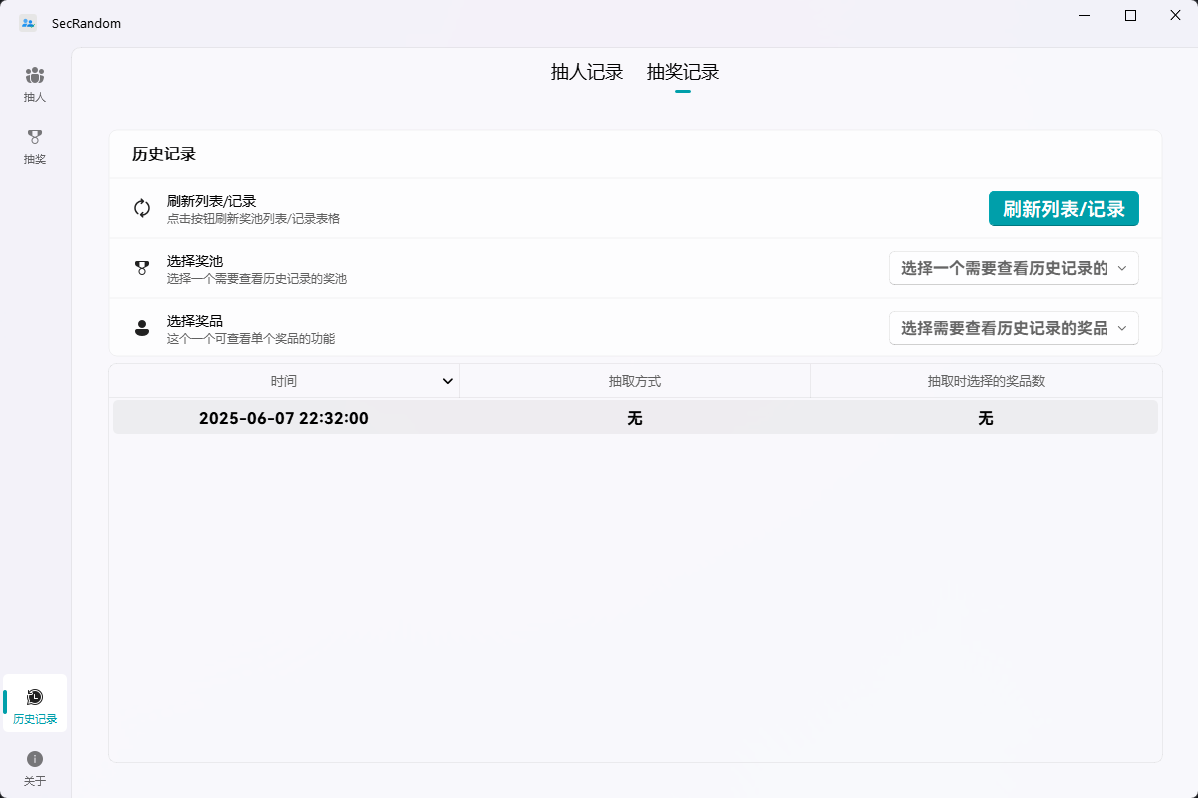 SecRandom
抽人
抽奖
历史记录
关于
抽人记录 抽奖记录
历史记录
刷新列表/记录
点击按钮刷新奖池列表/记录表格
刷新列表/记录
选择奖池
选择一个需要查看历史记录的奖池
选择一个需要查看历史记录的
选择奖品
这个一个可查看单个奖品的功能
选择需要查看历史记录的奖品
时间 抽取方式 抽取时选择的奖品数
2025-06-07 22:32:00 无 无